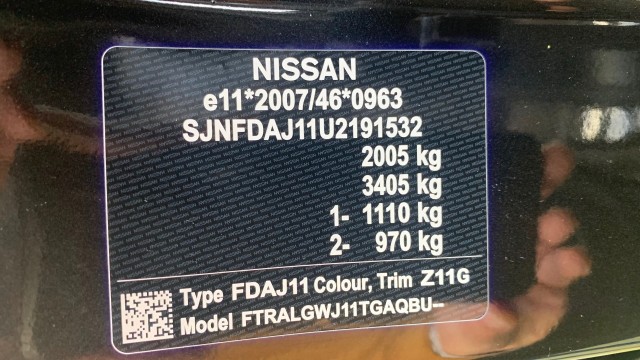 NISSAN
e11*2007/46*0963
SJNFDAJ11U2191532
2005 kg
3405 kg
1- 1110 kg
2- 970 kg
Type FDAJ11 Colour, Trim Z11G
Model FTRALGWJ11TGAQBU--